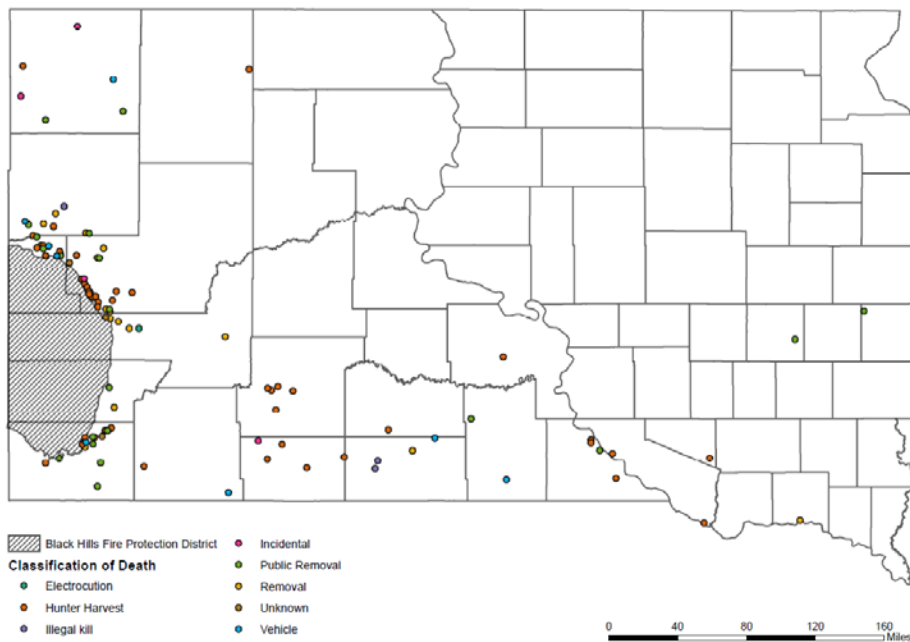 Black Hills Fire Protection District
Classification of Death
Electrocution
Hunter Harvest
Illegal kill
Incidental
Public Removal
Removal
Unknown
Vehicle
0 40 80 120 160
Miles